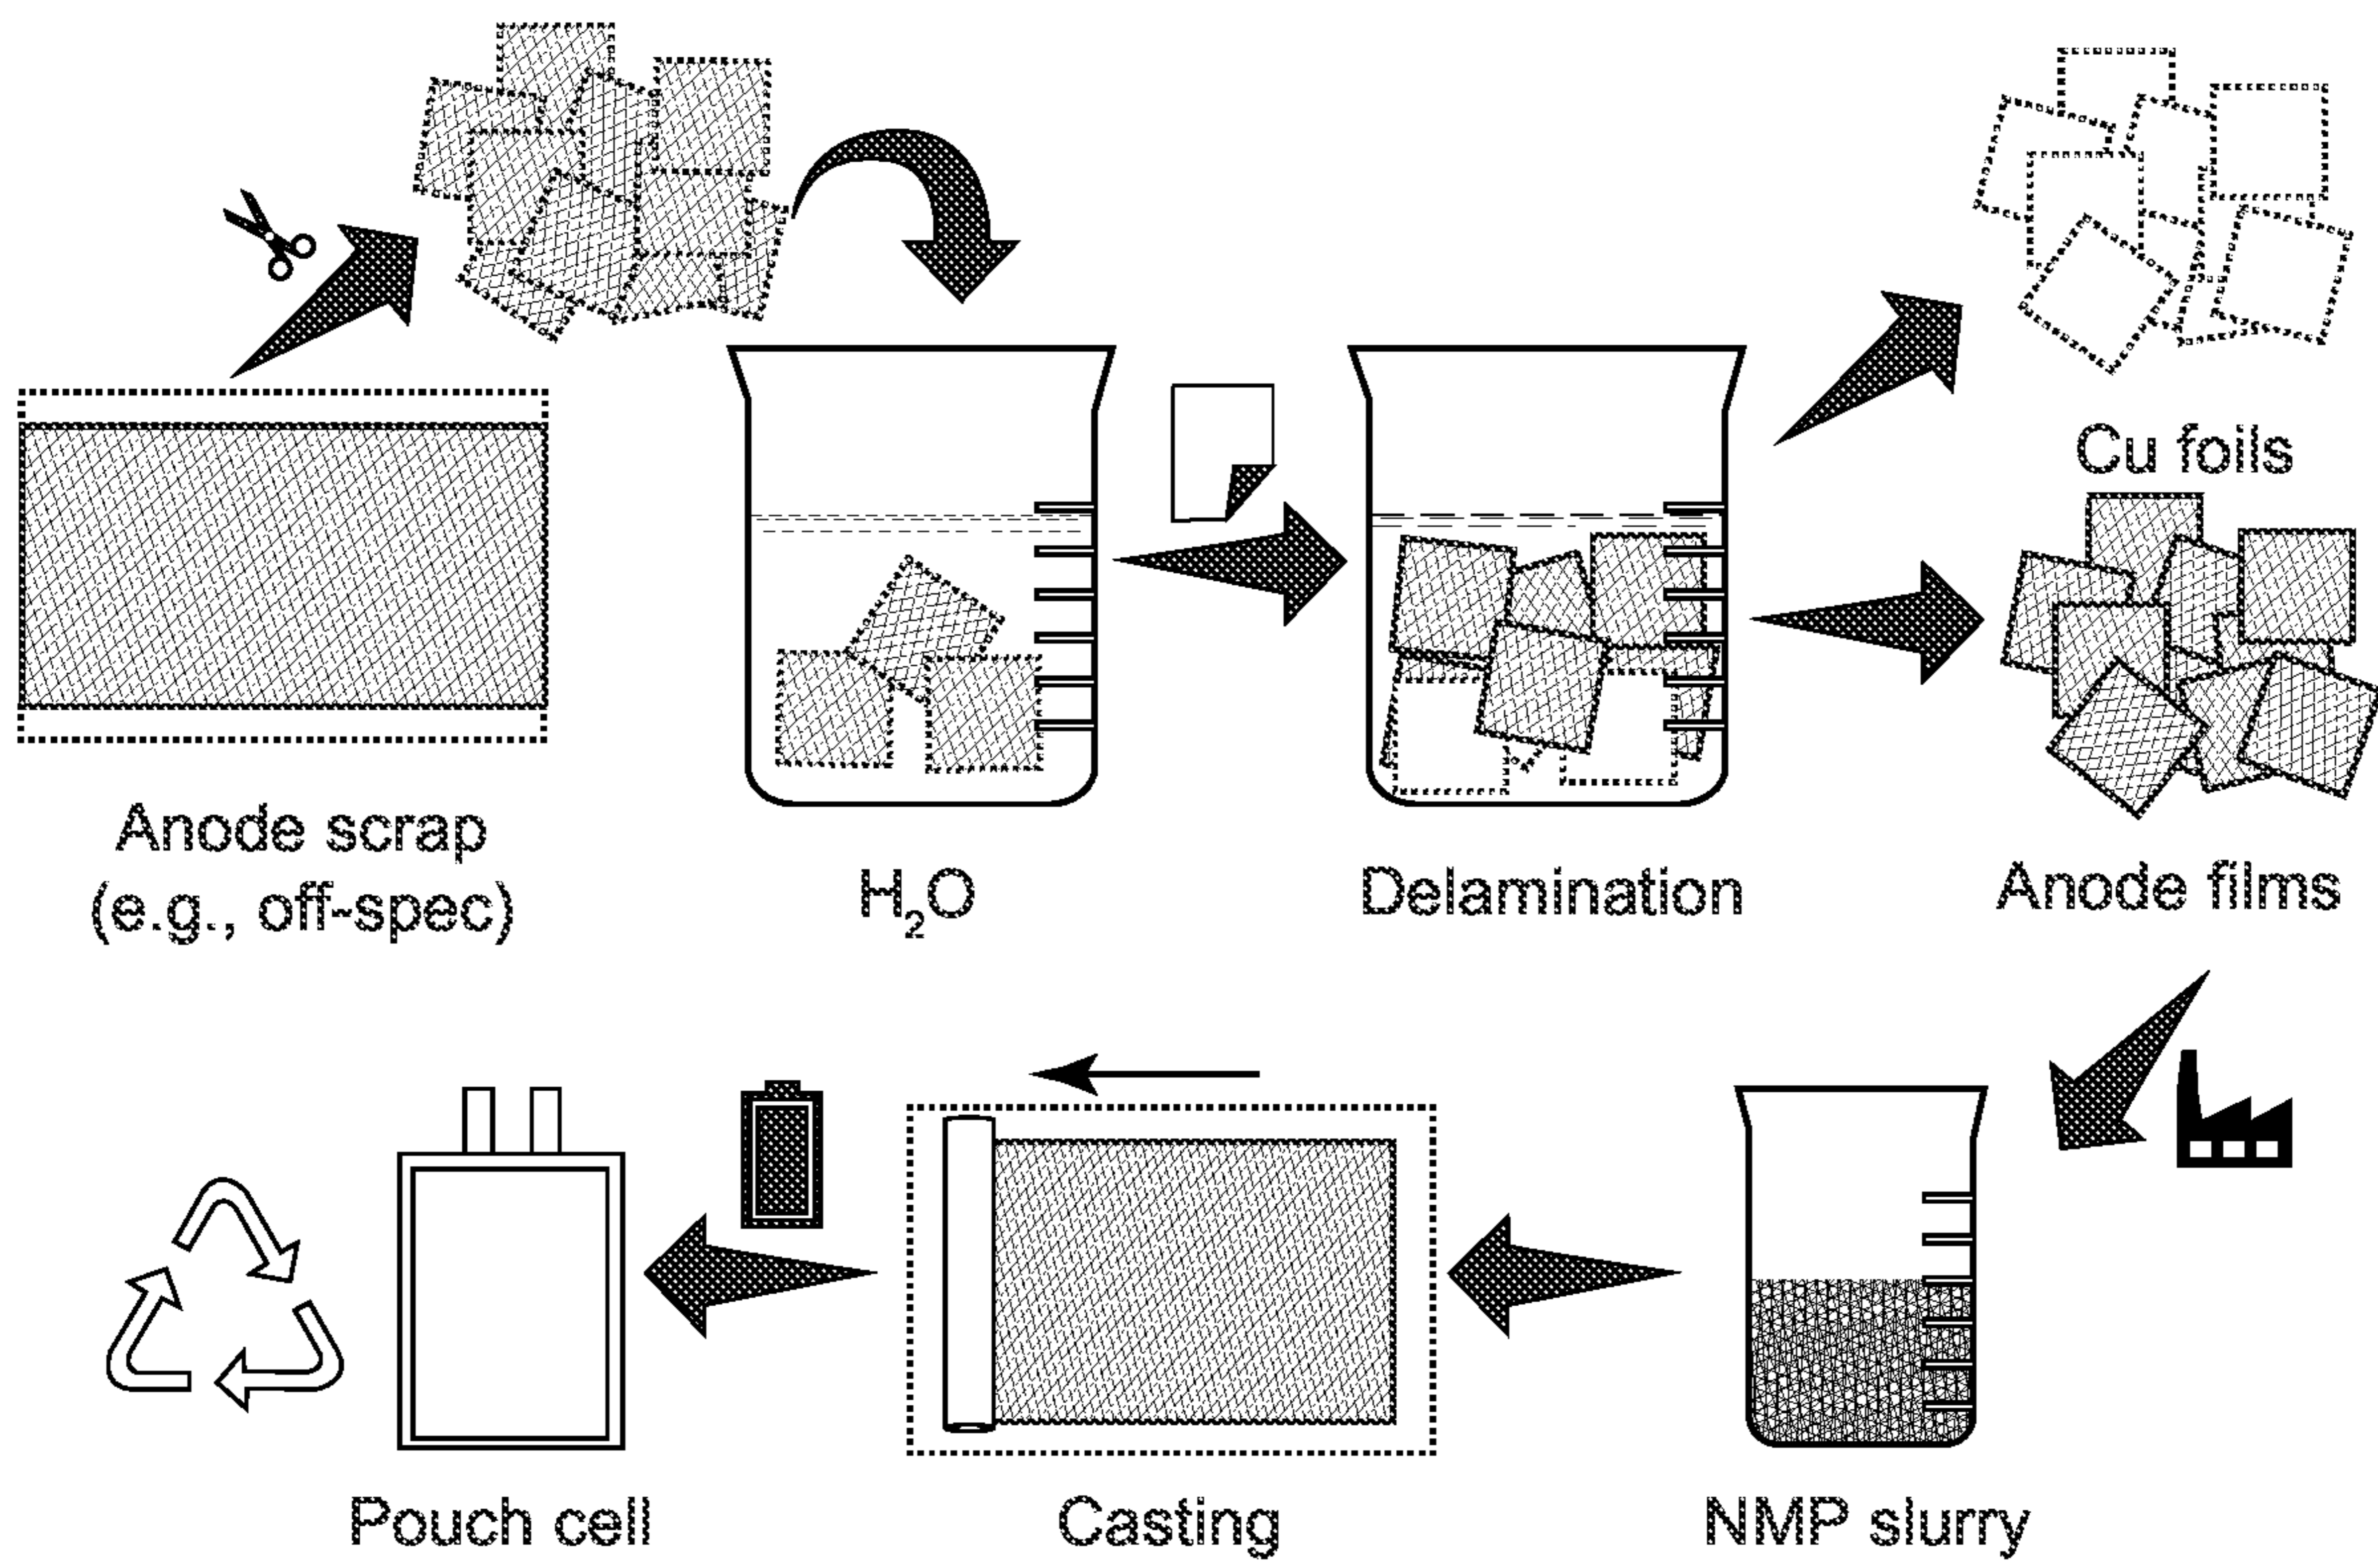 Cu foils
Anode scrap
(e.g., off-spec)
H₂O
Delamination
Anode films
Pouch cell
Casting
NMP slurry